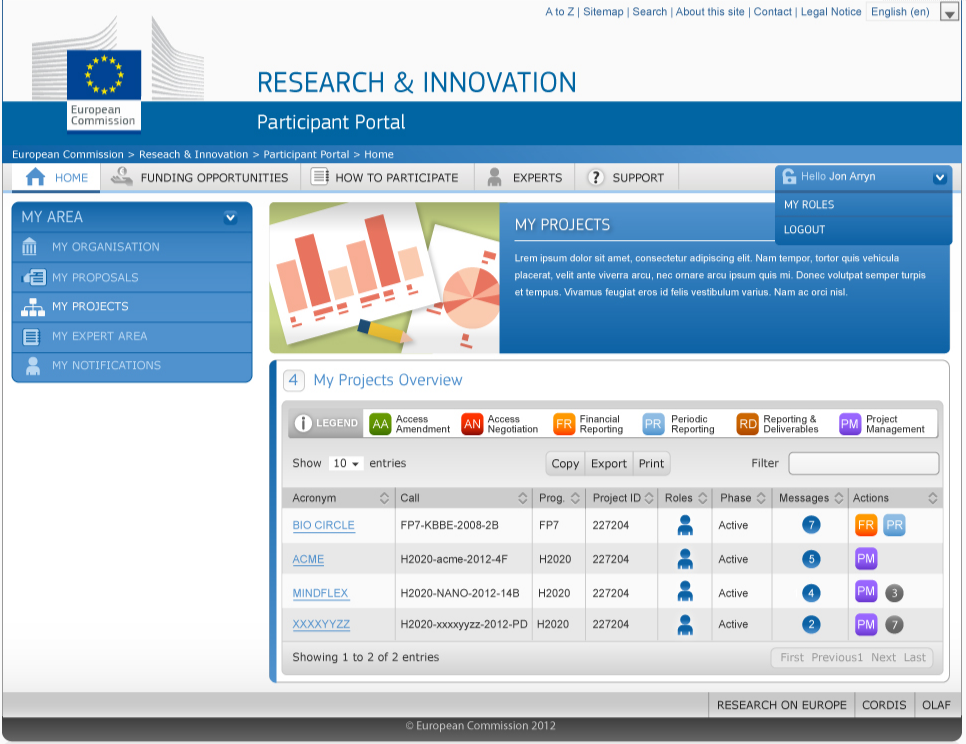 A to Z | Sitemap | Search | About this site | Contact | Legal Notice English (en)
European
Commission
RESEARCH & INNOVATION
Participant Portal
European Commission > Reseach & Innovation > Participant Portal > Home
HOME FUNDING OPPORTUNITIES HOW TO PARTICIPATE EXPERTS ? SUPPORT
Hello Jon Arryn
MY ROLES
LOGOUT
MY AREA
MY ORGANISATION
MY PROPOSALS
MY PROJECTS
MY EXPERT AREA
MY NOTIFICATIONS
MY PROJECTS
Lrem ipsum dolor sit amet, consectetur adipiscing elit. Nam tempor, tortor quis vehicula
placerat, velit ante viverra arcu, nec ornare arcu ipsum quis mi. Donec volutpat semper turpis
et tempus. Vivamus feugiat eros id felis vestibulum varius. Nam ac orci nisl.
4 My Projects Overview
i LEGEND
AA Access
Amendment
AN Access
Negotiation
FR Financial
Reporting
PR Periodic
Reporting
RD Reporting &
Deliverables
PM Project
Management
Show 10 entries Copy Export Print Filter
Acronym Call Prog. Project ID Roles Phase Messages Actions
BIO CIRCLE FP7-KBBE-2008-2B FP7 227204 Active 7 FR PR
ACME H2020-acme-2012-4F H2020 227204 Active 5 PM
MINDFLEX H2020-NANO-2012-14B H2020 227204 Active 4 PM 3
XXXXYYZZ H2020-xxxxyyzz-2012-PD H2020 227204 Active 2 PM 7
Showing 1 to 2 of 2 entries First Previous1 Next Last
RESEARCH ON EUROPE CORDIS OLAF
© European Commission 2012